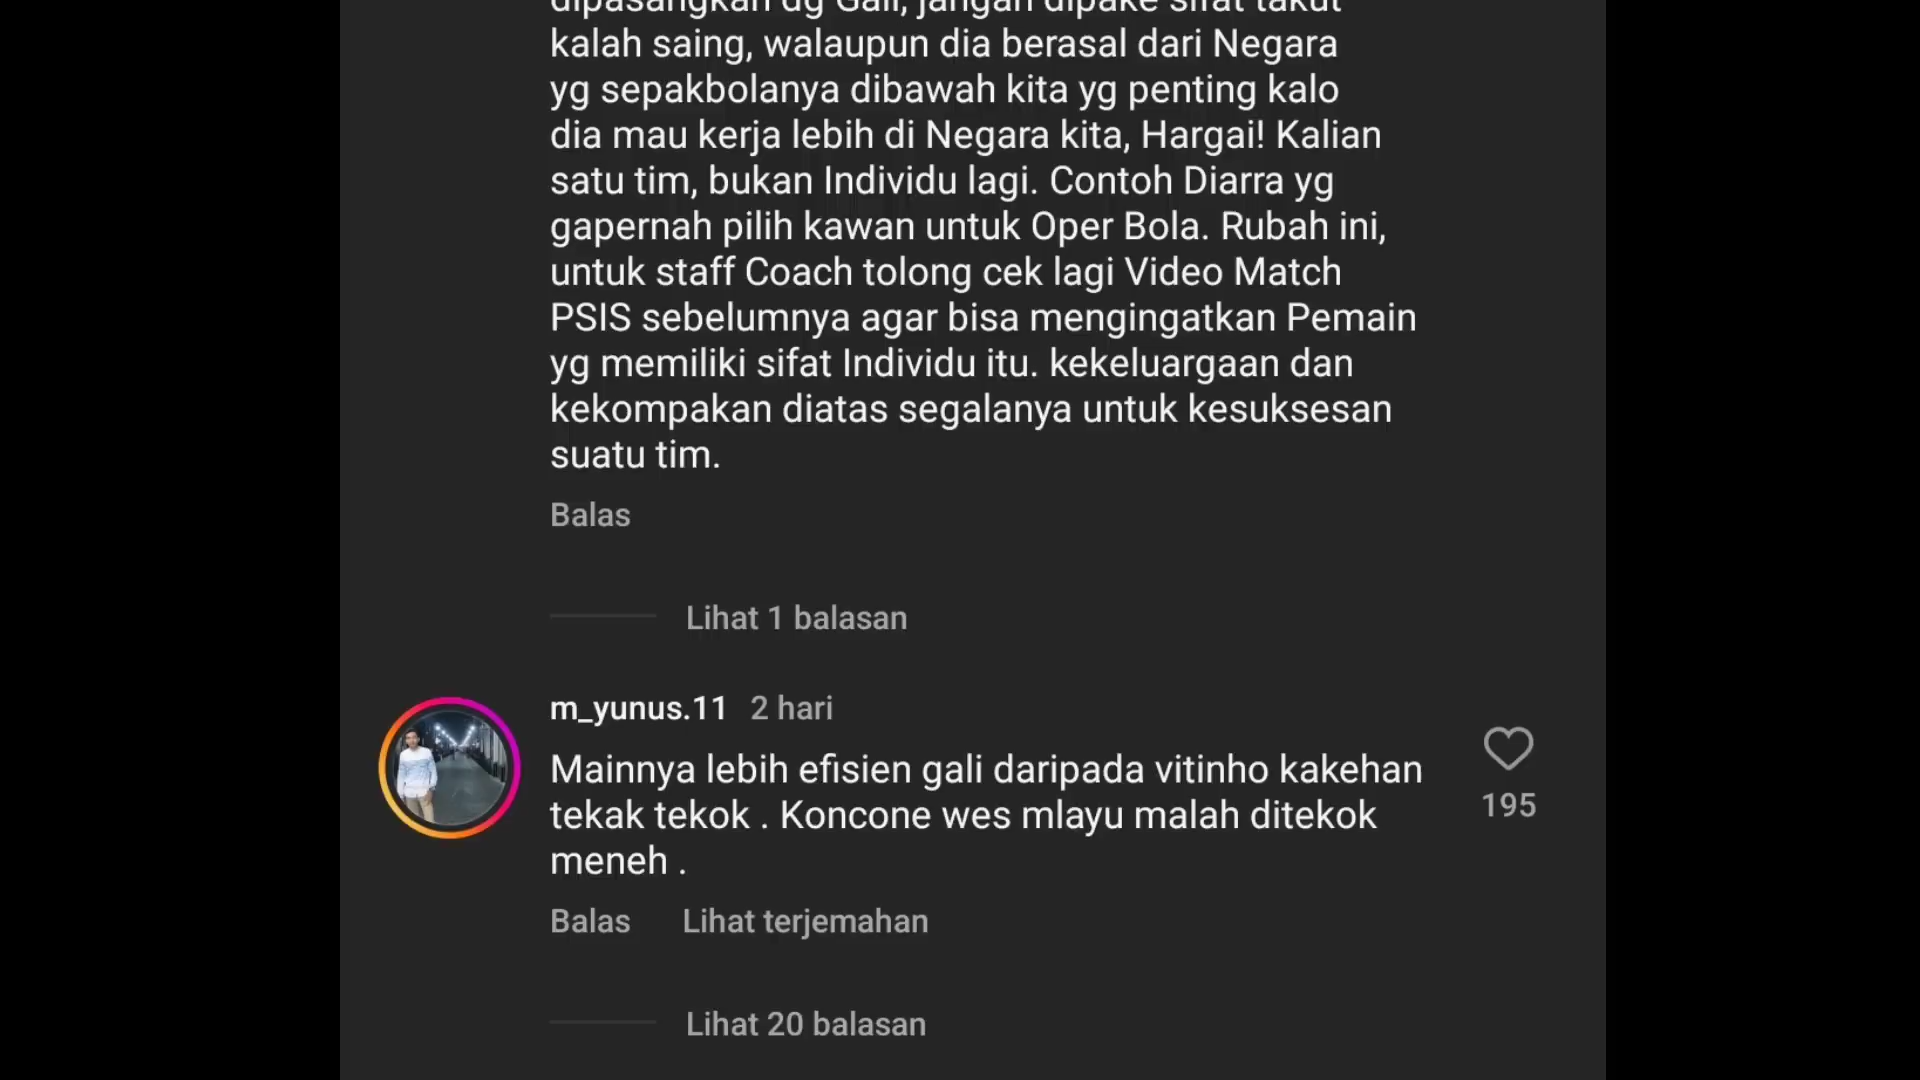 dipasangkan dg Gali, jangan dipake sifat takut
kalah saing, walaupun dia berasal dari Negara
yg sepakbolanya dibawah kita yg penting kalo
dia mau kerja lebih di Negara kita, Hargai! Kalian
satu tim, bukan Individu lagi. Contoh Diarra yg
gapernah pilih kawan untuk Oper Bola. Rubah ini,
untuk staff Coach tolong cek lagi Video Match
PSIS sebelumnya agar bisa mengingatkan Pemain
yg memiliki sifat Individu itu. kekeluargaan dan
kekompakan diatas segalanya untuk kesuksesan
suatu tim.
Balas
Lihat 1 balasan
m_yunus.11 2 hari
Mainnya lebih efisien gali daripada vitinho kakehan
tekak tekok . Koncone wes mlayu malah ditekok
meneh .
195
Balas Lihat terjemahan
Lihat 20 balasan